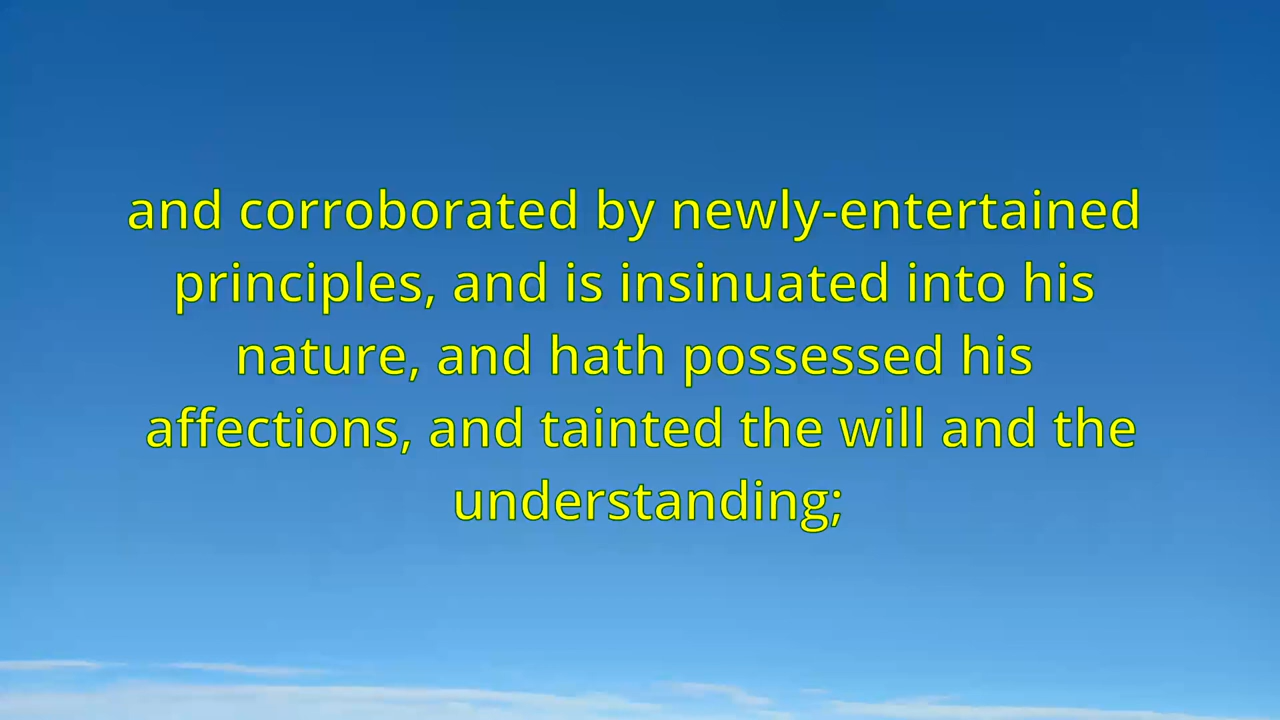 and corroborated by newly-entertained
principles, and is insinuated into his
nature, and hath possessed his
affections, and tainted the will and the
understanding;